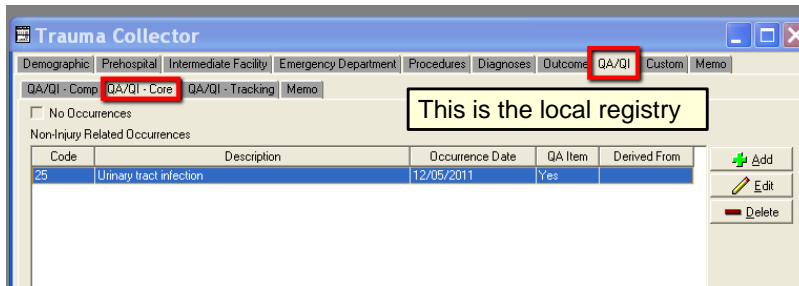 Trauma Collector
Demographic Prehospital Intermediate Facility Emergency Department Procedures Diagnoses Outcome QA/QI Custom Memo
QA/QI - Comp QA/QI - Core QA/QI - Tracking Memo
This is the local registry
No Occurrences
Non-Injury Related Occurrences
Code Description Occurrence Date QA Item Derived From
25 Urinary tract infection 12/05/2011 Yes
Add
Edit
Delete